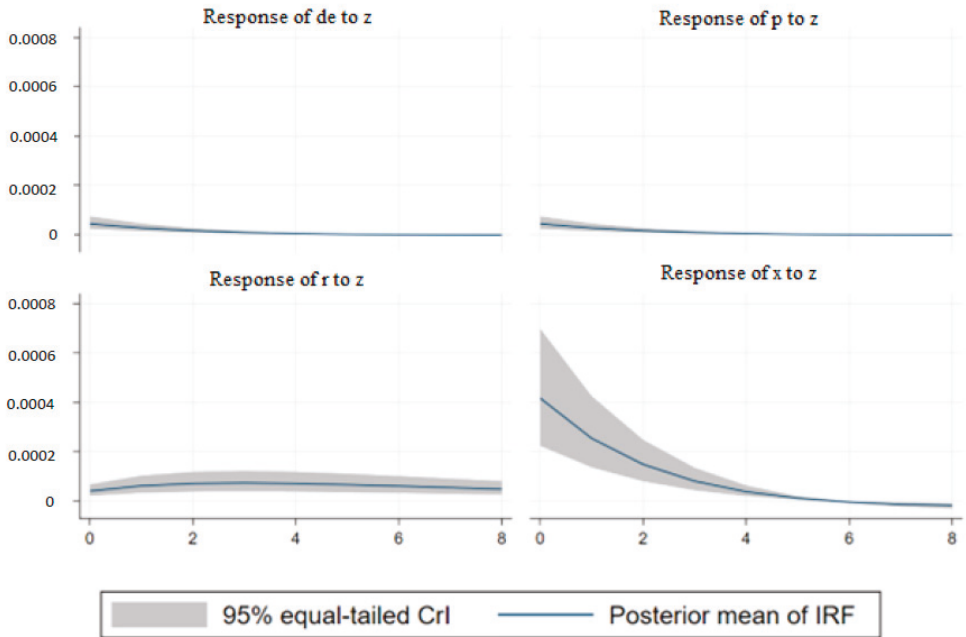 Response of de to z
Response of p to z
0.0008
0.0006
0.0004
0.0002
0
Response of r to z
Response of x to z
0.0008
0.0006
0.0004
0.0002
0
0 2 4 6 8
0 2 4 6 8
95% equal-tailed CrI
Posterior mean of IRF